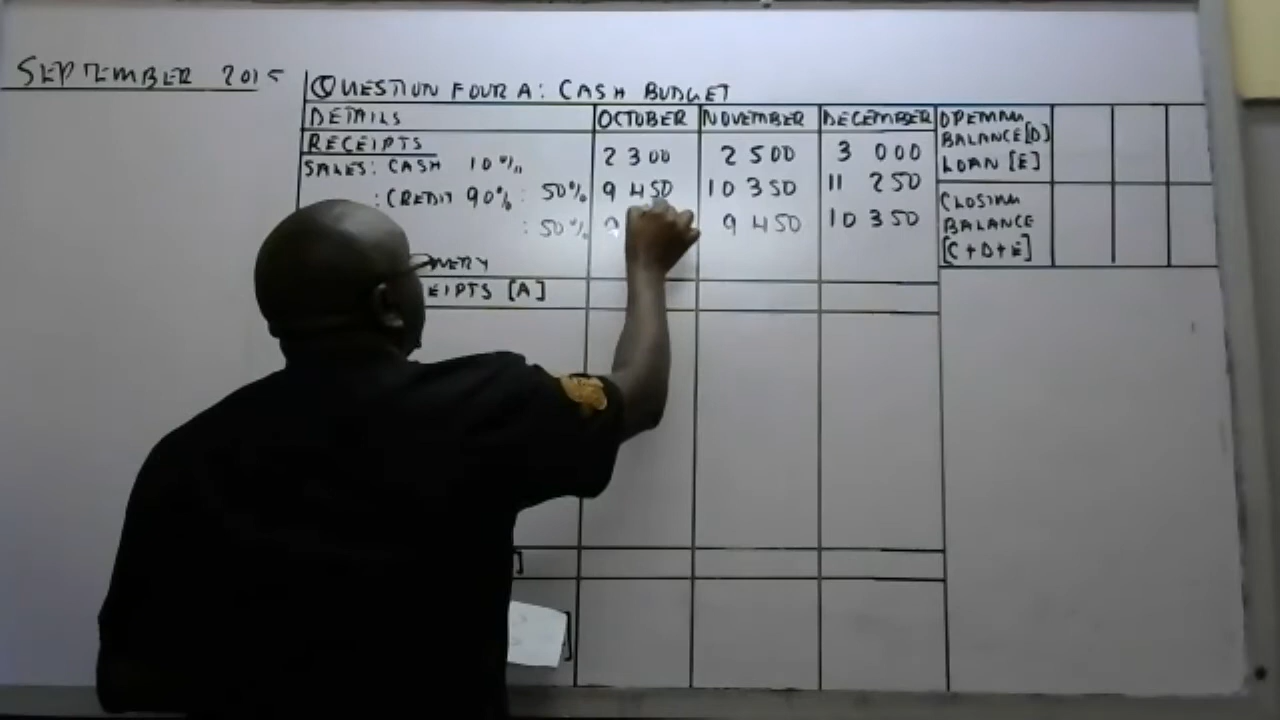 SEPTEMBER 2015
QUESTION FOUR A: CASH BUDGET
DETAILS OCTOBER NOVEMBER DECEMBER
RECEIPTS
SALES: CASH 10% 2 300 2 500 3 000
: CREDIT 90% : 50% 9 450 10 350 11 250
: 50% 9 450 10 350
[A]
BALANCE [D]
LOAN [E]
CLOSING
BALANCE
[C+D+E]